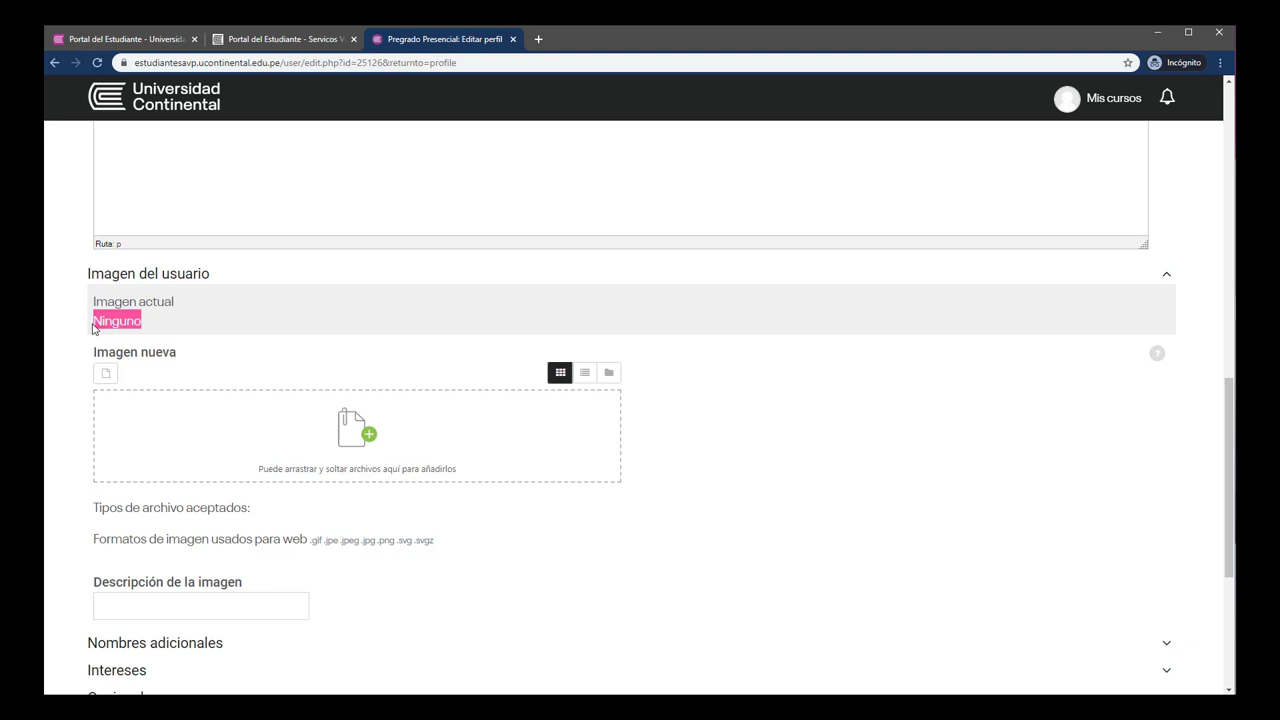 Portal del Estudiante - Universida
Portal del Estudiante - Servicos V
Pregrado Presencial: Editar perfil
estudiantesavp.ucontinental.edu.pe/user/edit.php?id=25126&returnto=profile
Incógnito
Universidad
Continental
Mis cursos
Ruta: p
Imagen del usuario
Imagen actual
Ninguno
Imagen nueva
?
Puede arrastrar y soltar archivos aquí para añadirlos
Tipos de archivo aceptados:
Formatos de imagen usados para web .gif .jpe .jpeg .jpg .png .svg .svgz
Descripción de la imagen
Nombres adicionales
Intereses